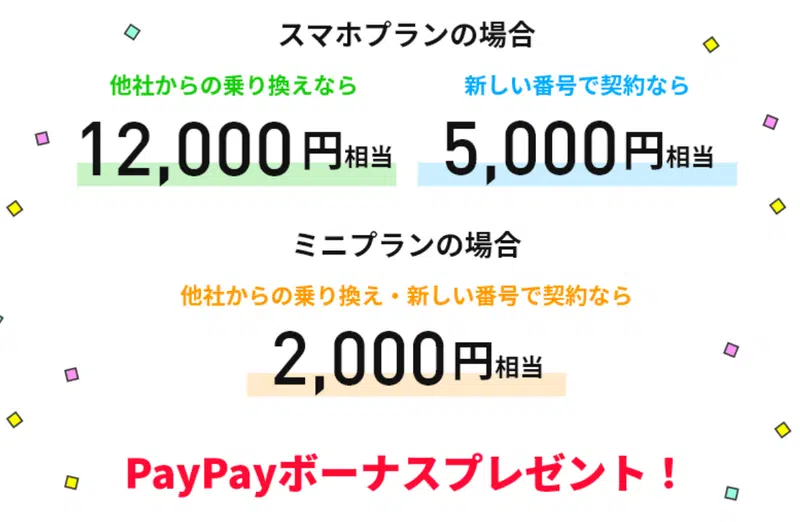 スマホプランの場合
他社からの乗り換えなら
新しい番号で契約なら
12,000円相当
5,000円相当
ミニプランの場合
他社からの乗り換え・新しい番号で契約なら
2,000円相当
PayPayボーナスプレゼント！